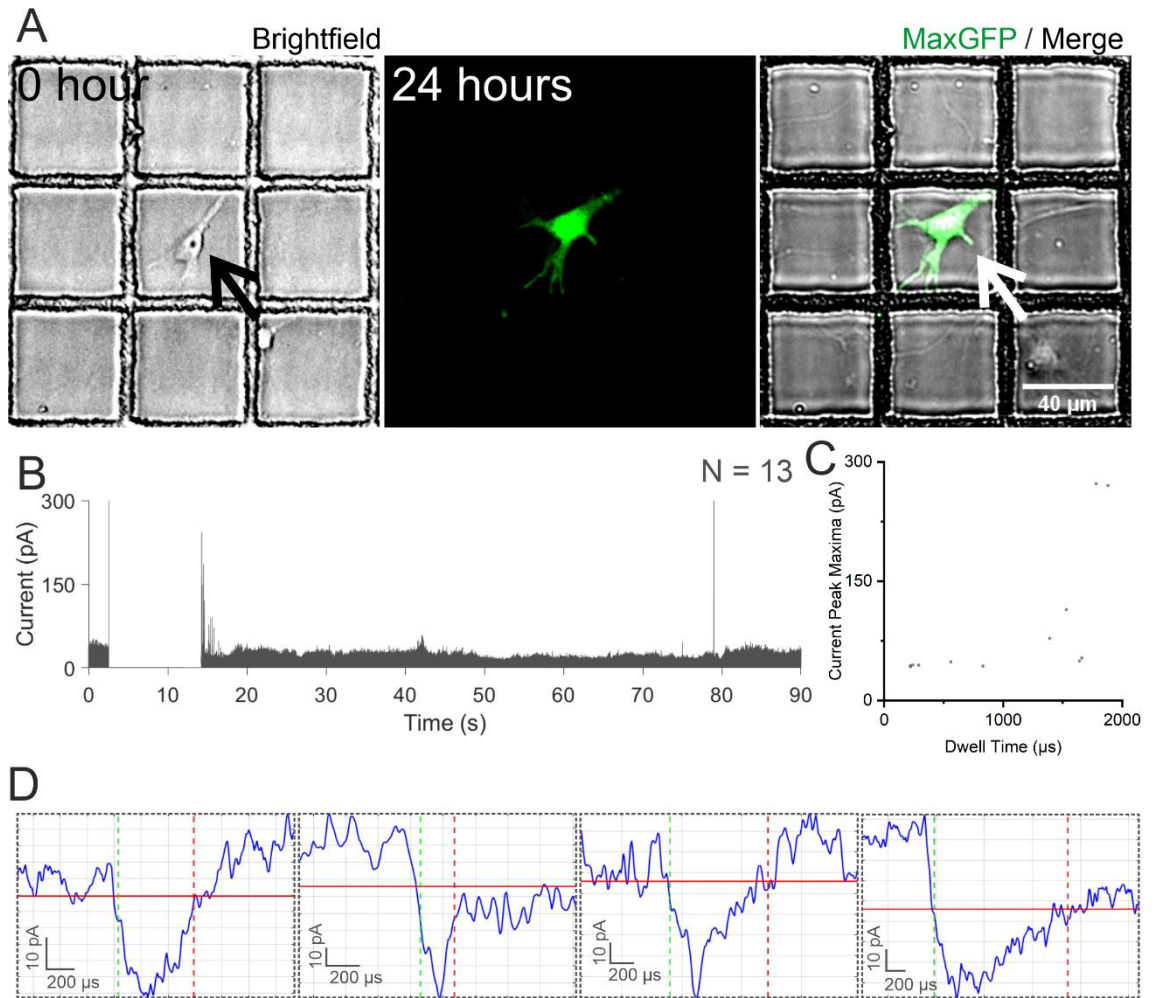 A
Brightfield
MaxGFP / Merge
0 hour
24 hours
40 µm
B
N = 13
Current (pA)
300
150
0
0 10 20 30 40 50 60 70 80 90
Time (s)
C
Current Peak Maxima (pA)
300
150
0
0 1000 2000
Dwell Time (µs)
D
10 pA
200 µs
10 pA
200 µs
10 pA
200 µs
10 pA
200 µs